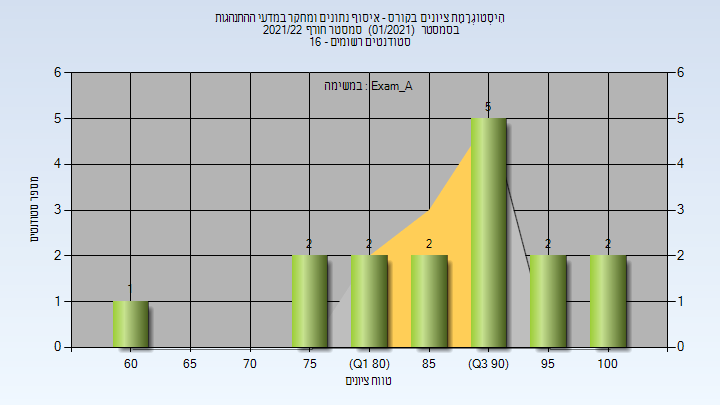 היסטוגרמת ציונים בקורס - איסוף נתונים ומחקר במדעי ההתנהגות
בסמסטר (01/2021) סמסטר חורף 2021/22
סטודנטים רשומים - 16
במשימה : Exam_A
6 6
5 5 5
4 4
3 3
2 2 2 2 2 2 2
1 1 1
0 0
מספר סטודנטים
60 65 70 75 (Q1 80) 85 (Q3 90) 95 100
טווח ציונים